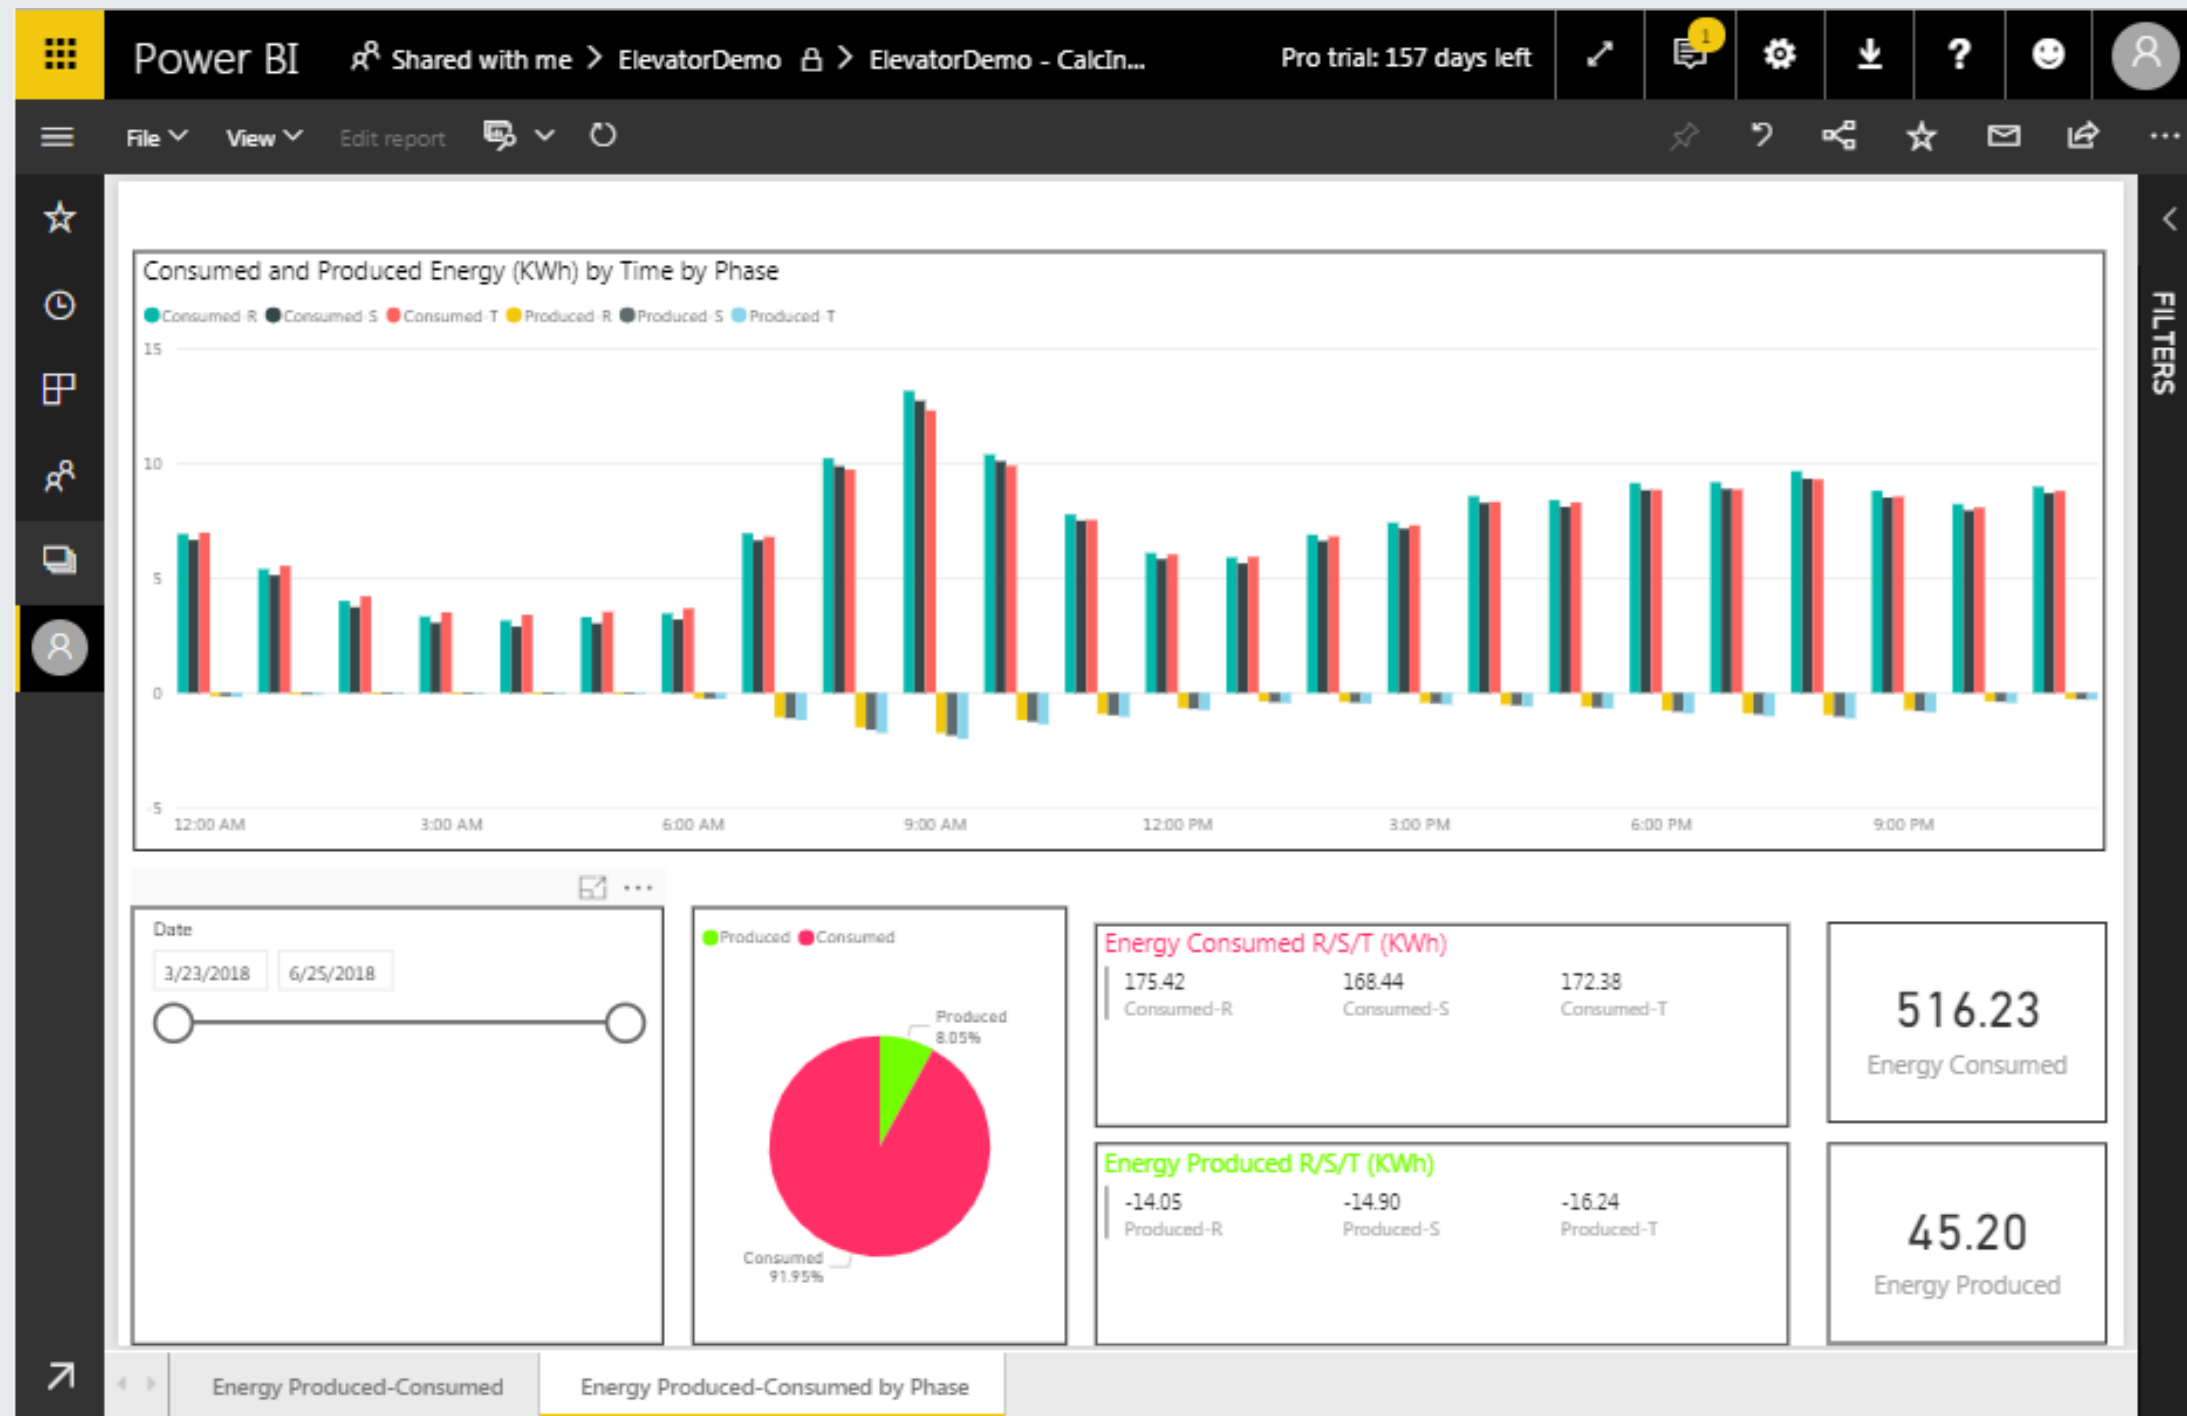 Power BI Shared with me > ElevatorDemo > ElevatorDemo - CalcIn... Pro trial: 157 days left 1 ?
File View Edit report
FILTERS
Consumed and Produced Energy (KWh) by Time by Phase
Consumed-R Consumed-S Consumed-T Produced-R Produced-S Produced-T
15
10
5
0
-5
12:00 AM 3:00 AM 6:00 AM 9:00 AM 12:00 PM 3:00 PM 6:00 PM 9:00 PM
Date
3/23/2018 6/25/2018
Produced Consumed
Produced
8.05%
Consumed
91.95%
Energy Consumed R/S/T (KWh)
175.42 168.44 172.38
Consumed-R Consumed-S Consumed-T
516.23
Energy Consumed
Energy Produced R/S/T (KWh)
-14.05 -14.90 -16.24
Produced-R Produced-S Produced-T
45.20
Energy Produced
Energy Produced-Consumed Energy Produced-Consumed by Phase